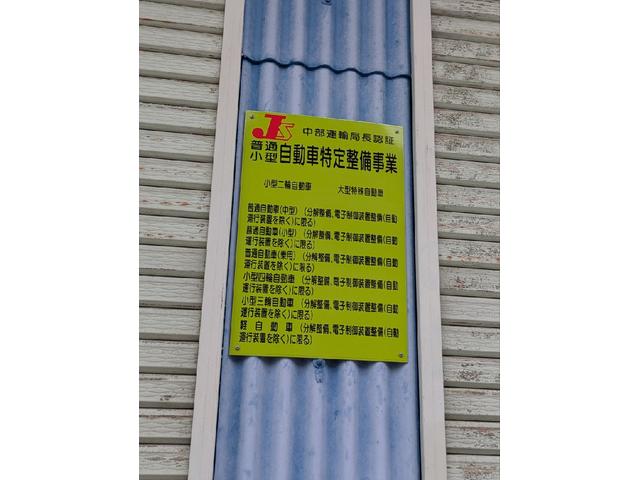 JS 中部運輸局長認証
普通
小型 自動車特定整備事業
小型二輪自動車 大型特殊自動車
普通自動車(中型) (分解整備、電子制御装置整備(自動
運行装置を除く)に限る)
普通自動車(小型) (分解整備、電子制御装置整備(自動
運行装置を除く)に限る)
普通自動車(乗用) (分解整備、電子制御装置整備(自動
運行装置を除く)に限る)
小型四輪自動車 (分解整備、電子制御装置整備(自動
運行装置を除く)に限る)
小型三輪自動車 (分解整備、電子制御装置整備(自動
運行装置を除く)に限る)
軽自動車 (分解整備、電子制御装置整備(自動
運行装置を除く)に限る)